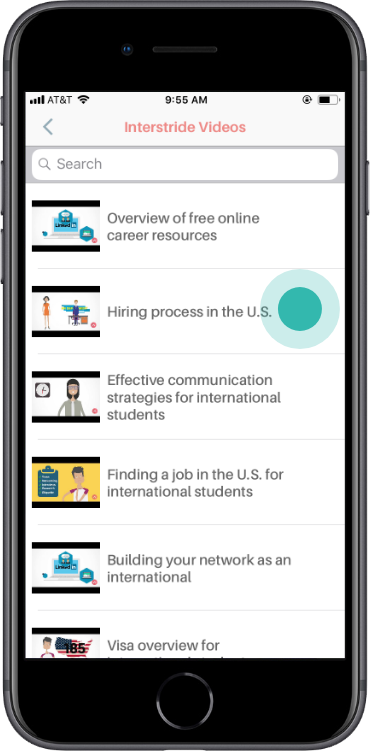 AT&T
9:55 AM
Interstride Videos
Search
Overview of free online
career resources
Hiring process in the U.S.
Effective communication
strategies for international
students
Finding a job in the U.S. for
international students
Building your network as an
international
185
Visa overview for